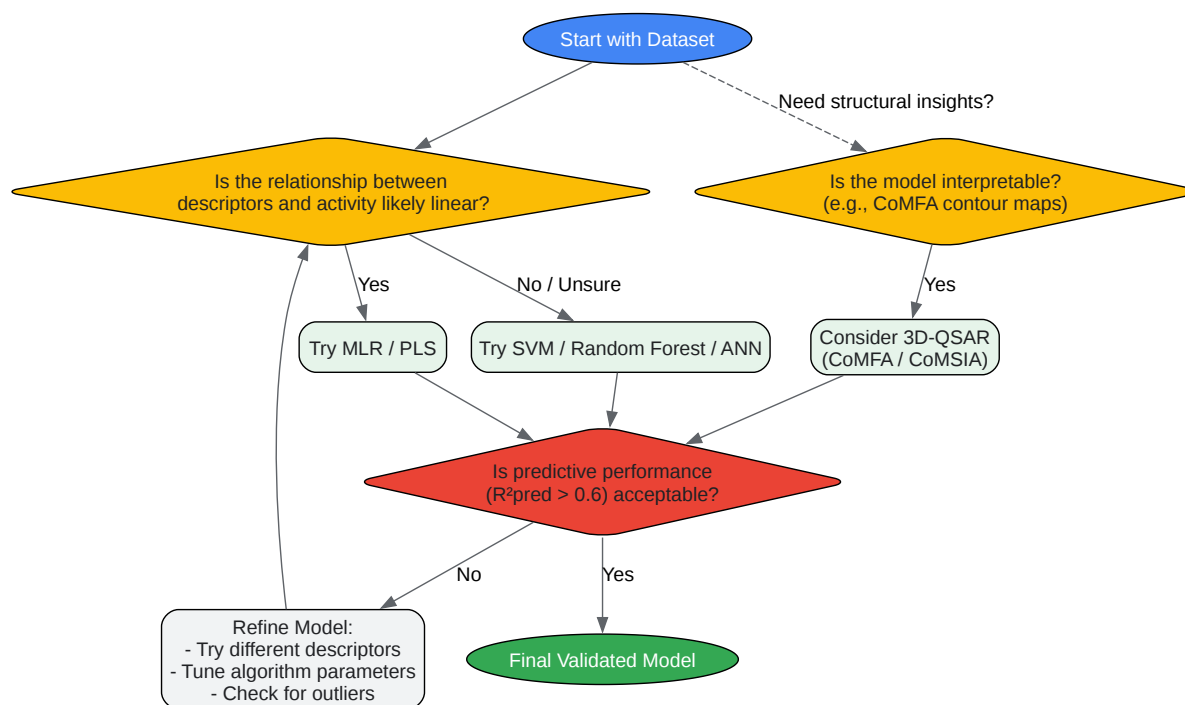 Start with Dataset
Need structural insights?
Is the relationship between
descriptors and activity likely linear?
Is the model interpretable?
(e.g., CoMFA contour maps)
Yes
No / Unsure
Yes
Try MLR / PLS
Try SVM / Random Forest / ANN
Consider 3D-QSAR
(CoMFA / CoMSIA)
Is predictive performance
(R²pred > 0.6) acceptable?
No
Yes
Refine Model:
- Try different descriptors
- Tune algorithm parameters
- Check for outliers
Final Validated Model